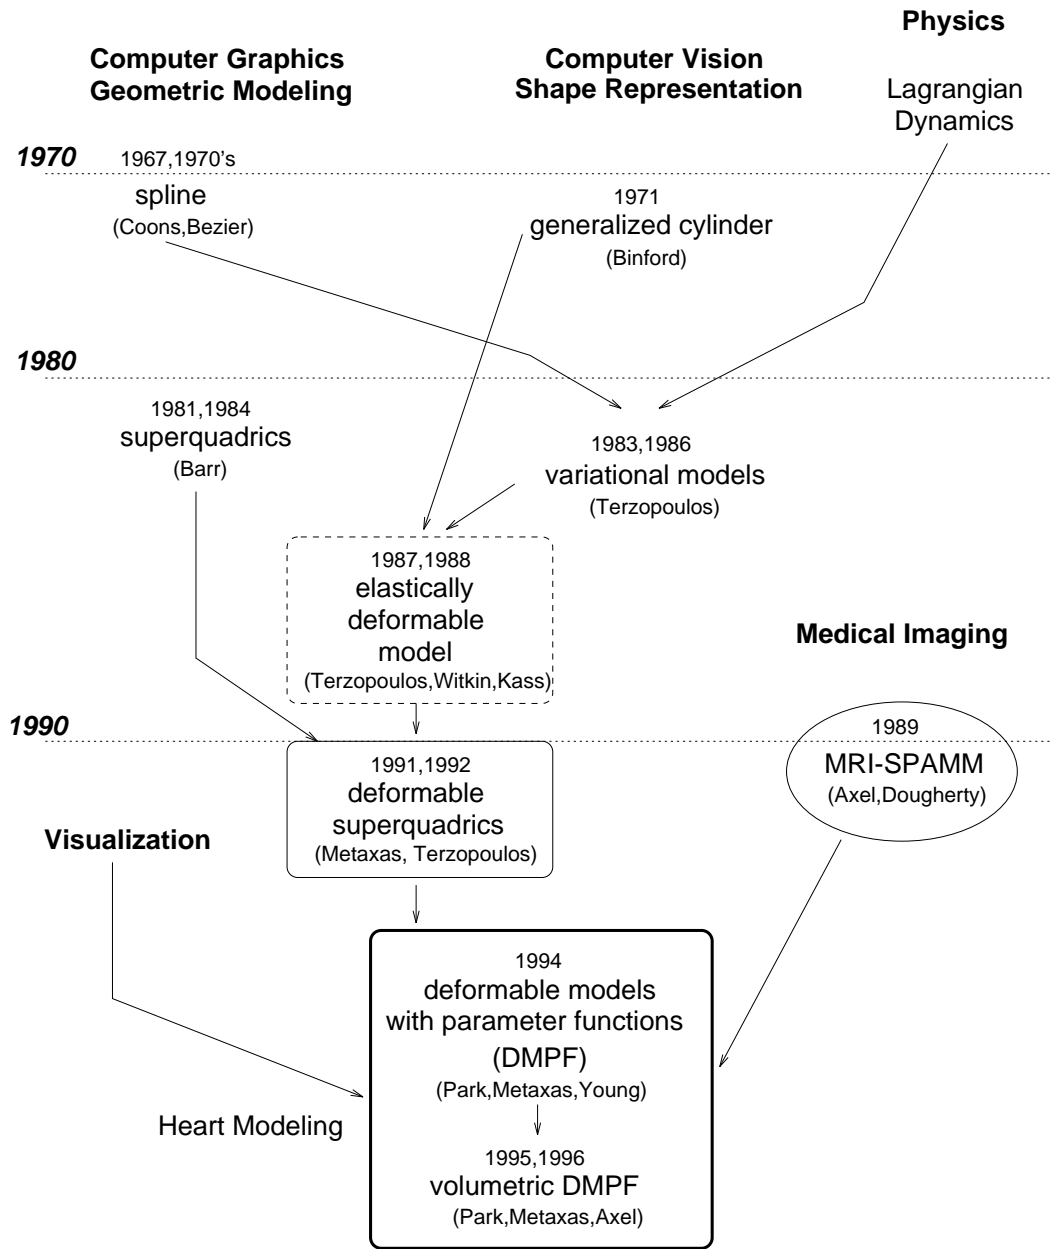 Physics
Computer Graphics
Geometric Modeling
Computer Vision
Shape Representation
Lagrangian
Dynamics
1970
1967,1970's
spline
(Coons,Bezier)
1971
generalized cylinder
(Binford)
1980
1981,1984
superquadrics
(Barr)
1983,1986
variational models
(Terzopoulos)
1987,1988
elastically
deformable
model
(Terzopoulos,Witkin,Kass)
Medical Imaging
1990
1989
MRI-SPAMM
(Axel,Dougherty)
1991,1992
deformable
superquadrics
(Metaxas, Terzopoulos)
Visualization
1994
deformable models
with parameter functions
(DMPF)
(Park,Metaxas,Young)
Heart Modeling
1995,1996
volumetric DMPF
(Park,Metaxas,Axel)